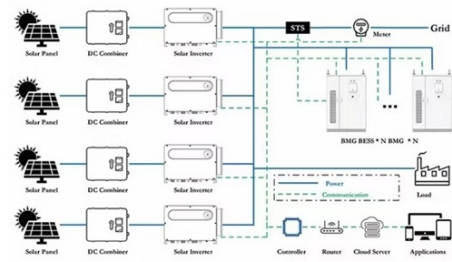 STS
Meter
Grid
Solar Panel
DC Combiner
Solar Inverter
Solar Panel
DC Combiner
Solar Inverter
BMG BESS * N BMG * N
Solar Panel
DC Combiner
Solar Inverter
Power
Communication
Load
Solar Panel
DC Combiner
Solar Inverter
Controller
Router
Cloud Server
Applications